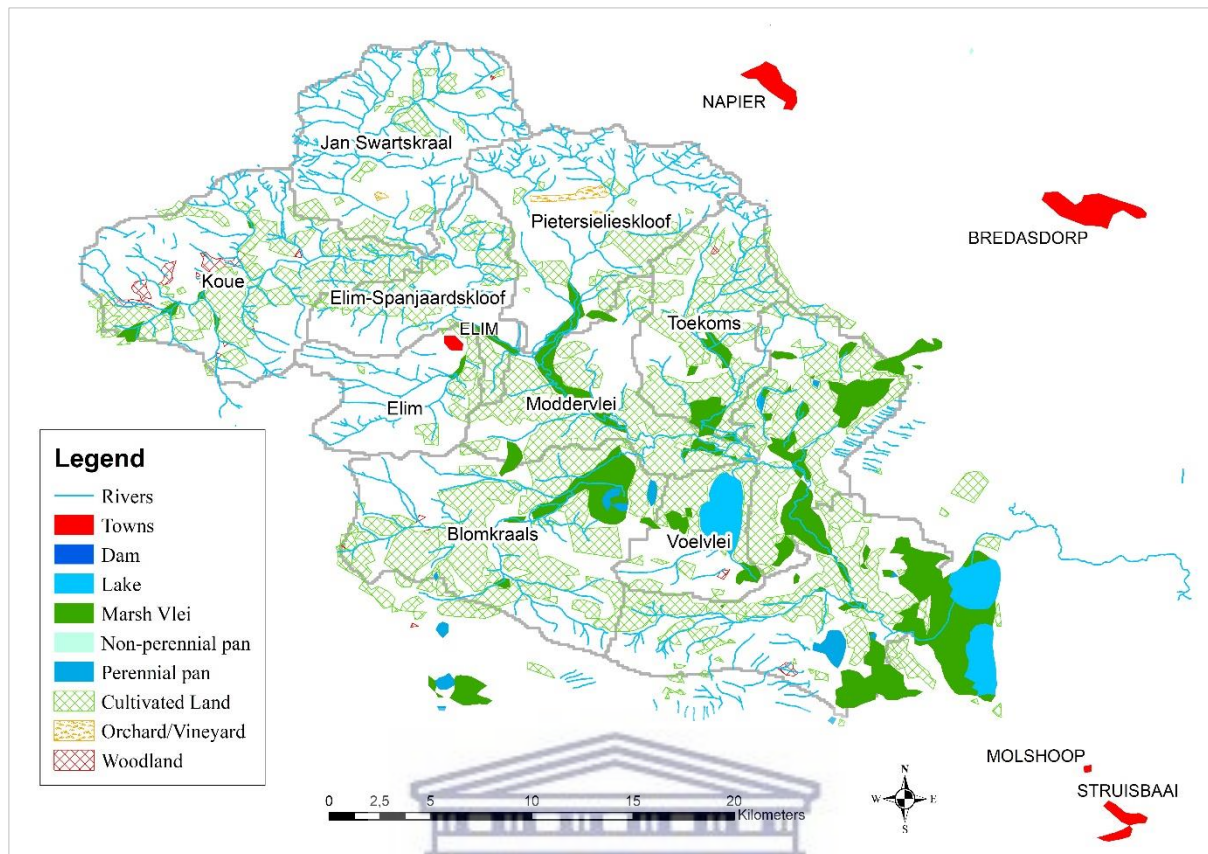 NAPIER
Jan Swartskraal
BREDASDORP
Pietersielieskloof
Koue
Elim-Spanjaardskloof
ELIM
Toekoms
Elim
Moddervlei
Blomkraals
Voelvlei
Legend
Rivers
Towns
Dam
Lake
Marsh Vlei
Non-perennial pan
Perennial pan
Cultivated Land
Orchard/Vineyard
Woodland
MOLSHOOP
STRUISBAAI
N
W E
S
0 2,5 5 10 15 20
Kilometers